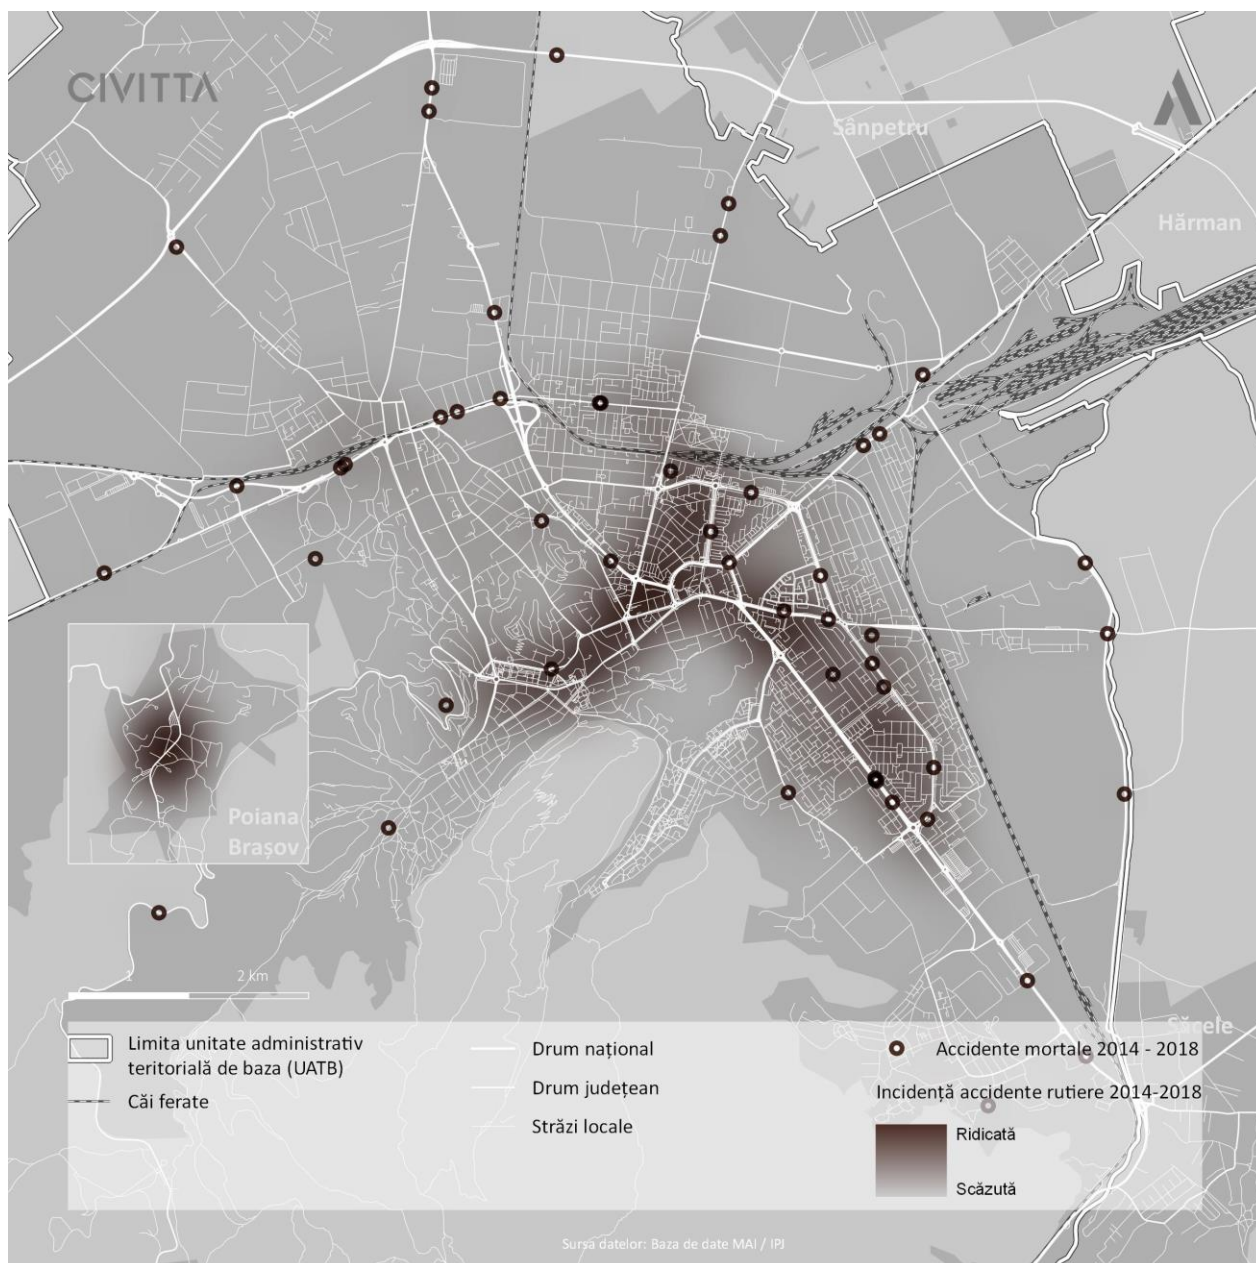 CIVITTA
Sânpetru
Hărman
Poiana
Brașov
1
2 km
Săcele
Limita unitate administrativ
teritorială de baza (UATB)
Căi ferate
Drum național
Drum județean
Străzi locale
Accidente mortale 2014 - 2018
Incidență accidente rutiere 2014-2018
Ridicată
Scăzută
Sursa datelor: Baza de date MAI / IPJ